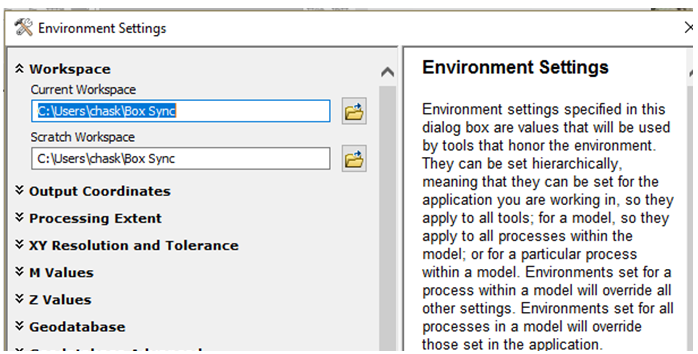 Environment Settings
Workspace
Current Workspace
C:\Users\chask\Box Sync
Scratch Workspace
C:\Users\chask\Box Sync
Output Coordinates
Processing Extent
XY Resolution and Tolerance
M Values
Z Values
Geodatabase
Environment Settings
Environment settings specified in this
dialog box are values that will be used
by tools that honor the environment.
They can be set hierarchically,
meaning that they can be set for the
application you are working in, so they
apply to all tools; for a model, so they
apply to all processes within the
model; or for a particular process
within a model. Environments set for a
process within a model will override all
other settings. Environments set for all
processes in a model will override
those set in the application.